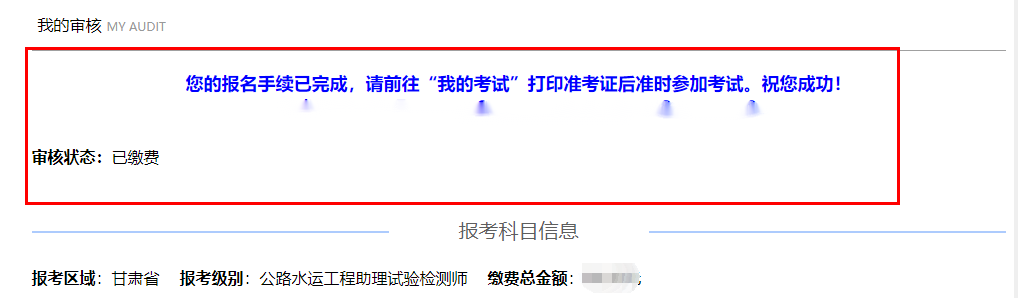 我的审核 MY AUDIT
您的报名手续已完成，请前往“我的考试”打印准考证后准时参加考试。祝您成功！
审核状态：已缴费
报考科目信息
报考区域：甘肃省 报考级别：公路水运工程助理试验检测师 缴费总金额：